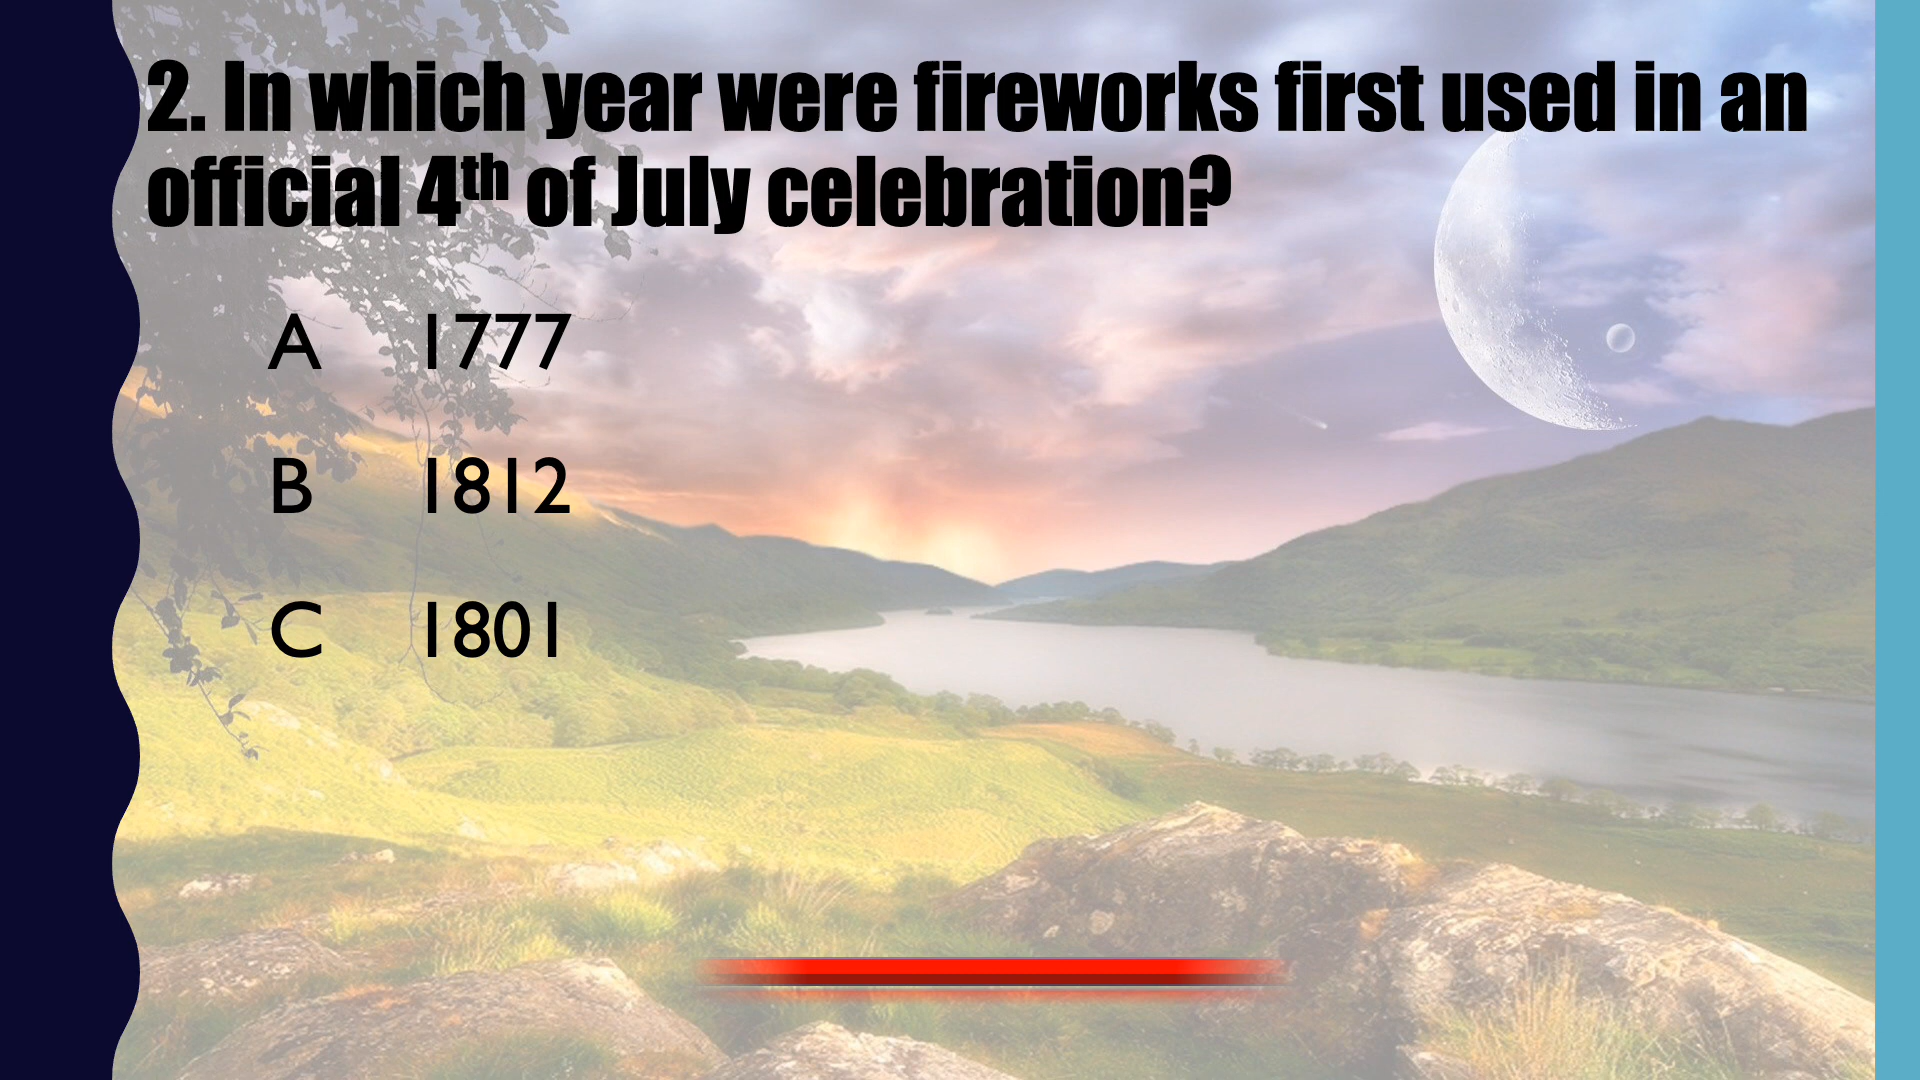 2. In which year were fireworks first used in an
official 4th of July celebration?
A 1777
B 1812
C 1801